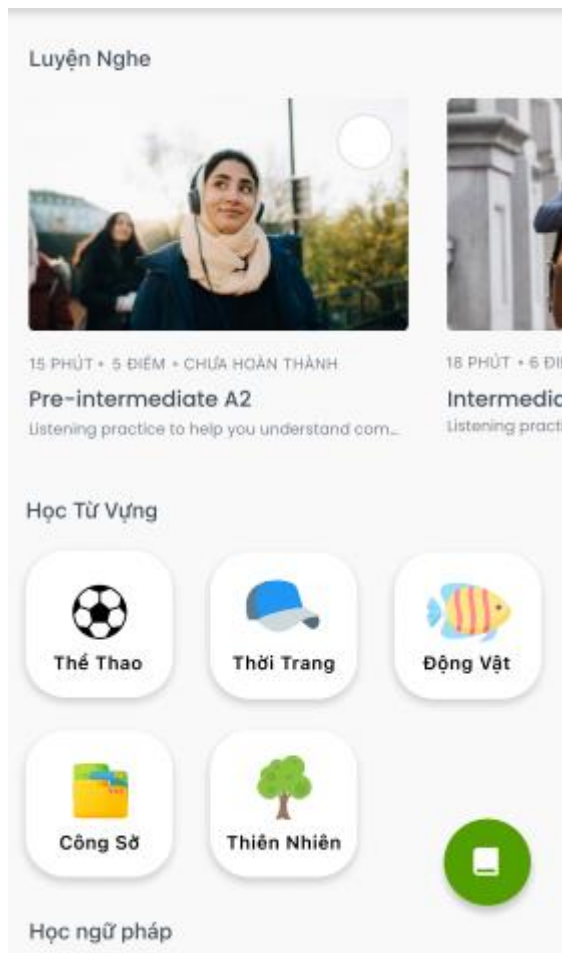 Luyện Nghe
15 PHÚT • 5 ĐIỂM • CHƯA HOÀN THÀNH
18 PHÚT • 6 ĐI
Pre-intermediate A2
Intermedia
Listening practice to help you understand com...
Listening practi
Học Từ Vựng
Thể Thao
Thời Trang
Động Vật
Công Sở
Thiên Nhiên
Học ngữ pháp